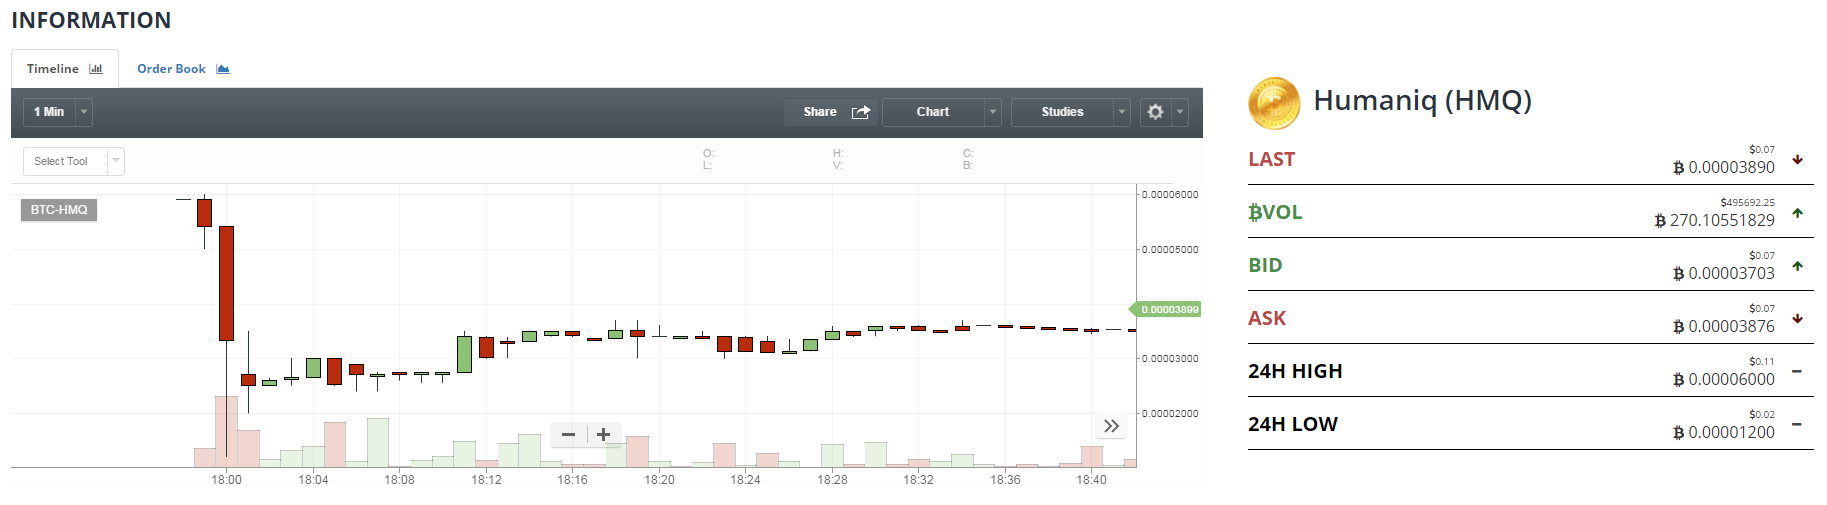 INFORMATION
Timeline
Order Book
1 Min
Share
Chart
Studies
Select Tool
O: H: C:
L: V: B:
BTC-HMQ
0.00006000
0.00005000
0.00003899
0.00003000
0.00002000
18:00 18:04 18:08 18:12 18:16 18:20 18:24 18:28 18:32 18:36 18:40
Humaniq (HMQ)
$0.07
LAST 0.00003890
$495692.25
₿VOL 270.10551829
$0.07
BID 0.00003703
$0.07
ASK 0.00003876
$0.11
24H HIGH 0.00006000
$0.02
24H LOW 0.00001200